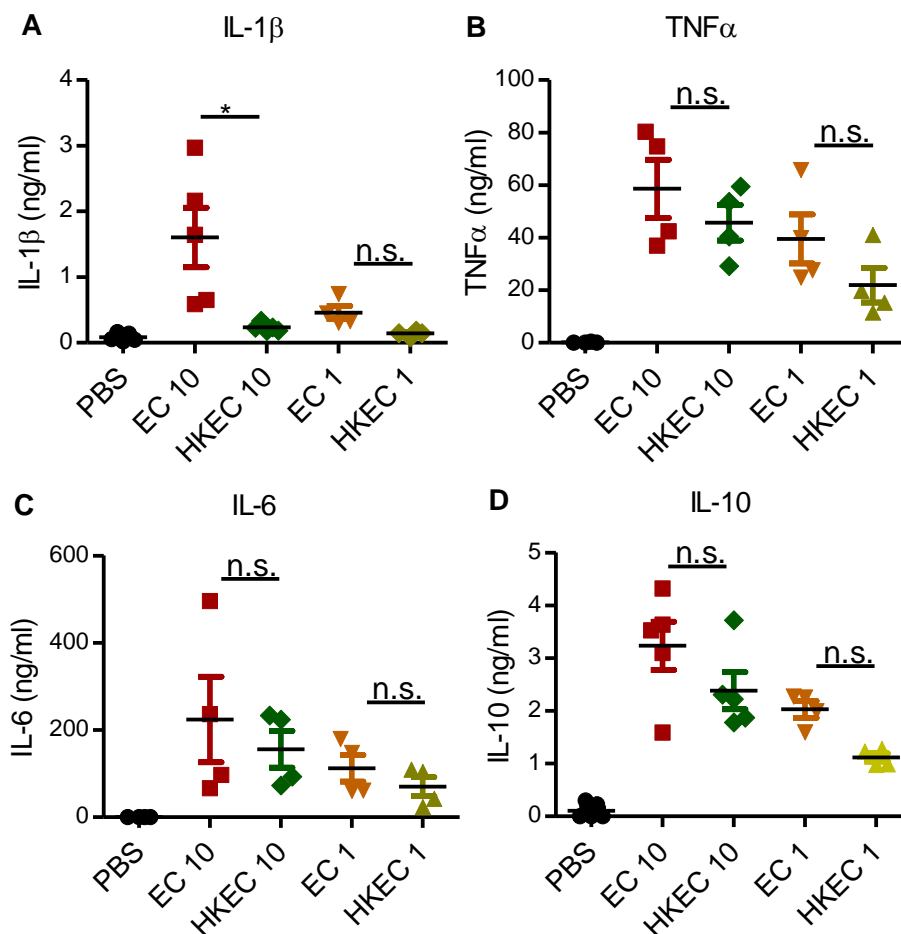 A
IL-1β
IL-1β (ng/ml)
4
3
2
1
0
*
n.s.
PBS
EC 10
HKEC 10
EC 1
HKEC 1
B
TNFα
TNFα (ng/ml)
100
80
60
40
20
0
n.s.
n.s.
PBS
EC 10
HKEC 10
EC 1
HKEC 1
C
IL-6
IL-6 (ng/ml)
600
400
200
0
n.s.
n.s.
PBS
EC 10
HKEC 10
EC 1
HKEC 1
D
IL-10
IL-10 (ng/ml)
5
4
3
2
1
0
n.s.
n.s.
PBS
EC 10
HKEC 10
EC 1
HKEC 1